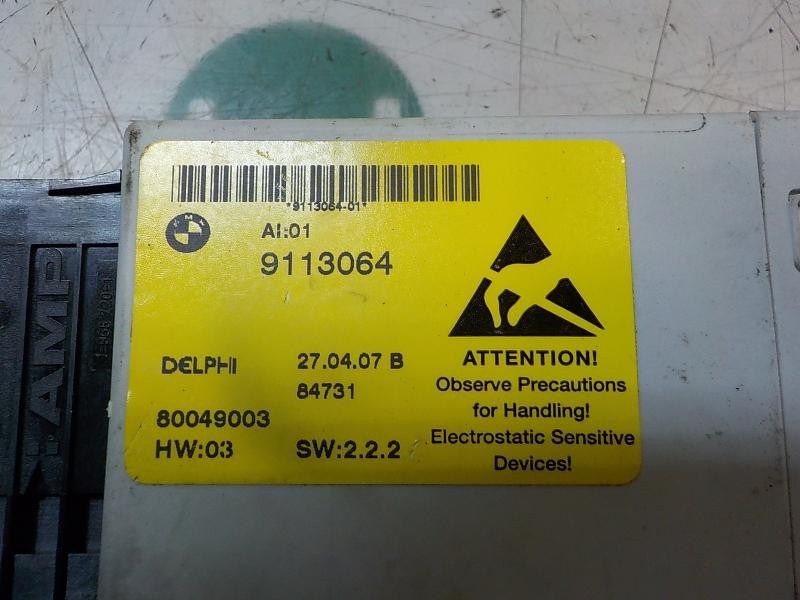 *9113064-01*
BMW
AI:01
9113064
DELPHI
27.04.07 B
84731
80049003
HW:03
SW:2.2.2
ATTENTION!
Observe Precautions
for Handling!
Electrostatic Sensitive
Devices!
AMP